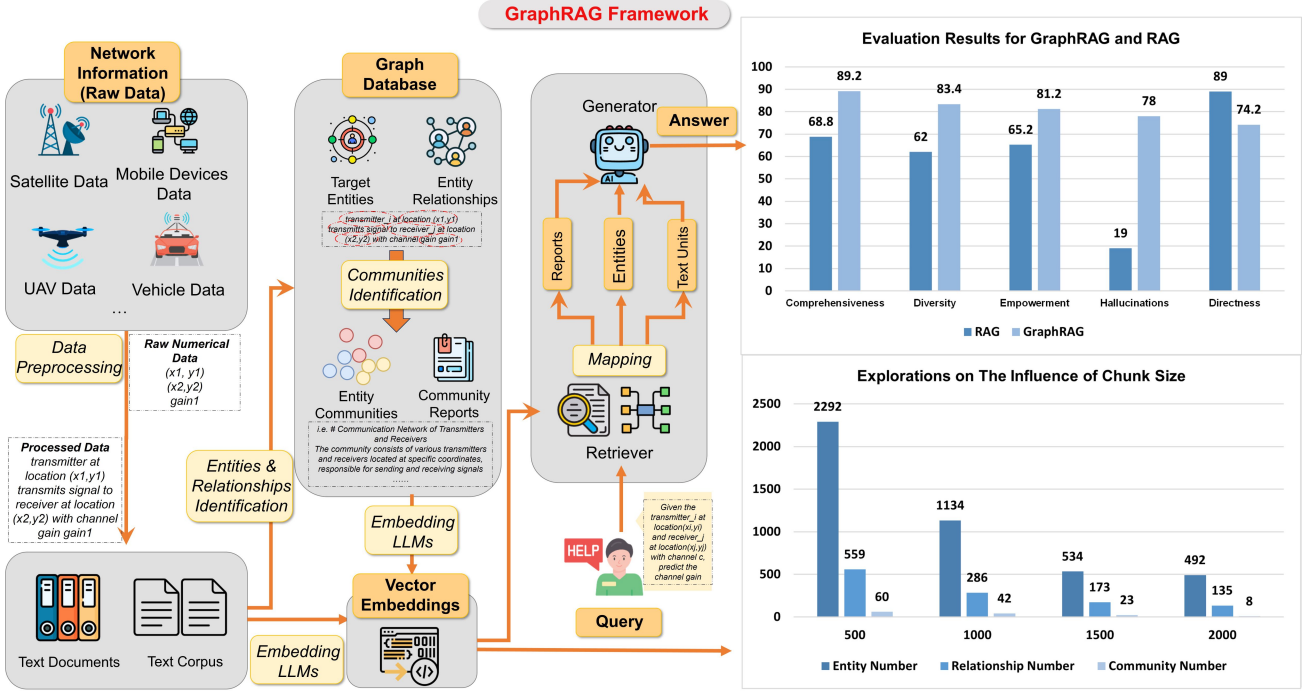 GraphRAG Framework
Network
Information
(Raw Data)
Satellite Data
Mobile Devices
Data
UAV Data
Vehicle Data
...
Data
Preprocessing
Raw Numerical
Data
(x1, y1)
(x2,y2)
gain1
Processed Data
transmitter at
location (x1,y1)
transmits signal to
receiver at location
(x2,y2) with channel
gain gain1
Text Documents
Text Corpus
Entities &
Relationships
Identification
Embedding
LLMs
Graph
Database
Target
Entities
Entity
Relationships
transmitter_i at location (x1,y1)
transmits signal to receiver_j at location
(x2,y2) with channel gain gain1
Communities
Identification
Entity
Communities
Community
Reports
i.e. # Communication Network of Transmitters
and Receivers
The community consists of various transmitters
and receivers located at specific coordinates,
responsible for sending and receiving signals
......
Embedding
LLMs
Vector
Embeddings
Generator
AI
Answer
Reports
Entities
Text Units
Mapping
Retriever
HELP
Given the
transmitter_i at
location(xi,yi)
and receiver_j
at location(xj,yj)
with channel c,
predict the
channel gain
Query
Evaluation Results for GraphRAG and RAG
100
90
80
70
60
50
40
30
20
10
0
68.8
89.2
62
83.4
65.2
81.2
19
78
89
74.2
Comprehensiveness
Diversity
Empowerment
Hallucinations
Directness
RAG
GraphRAG
Explorations on The Influence of Chunk Size
2500
2000
1500
1000
500
0
2292
559
60
1134
286
42
534
173
23
492
135
8
500
1000
1500
2000
Entity Number
Relationship Number
Community Number